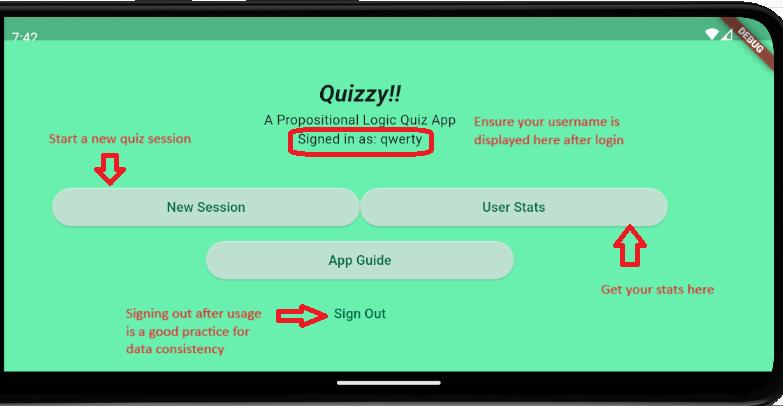 7:42
DEBUG
Quizzy!!
A Propositional Logic Quiz App
Signed in as: qwerty
Ensure your username is
displayed here after login
Start a new quiz session
New Session
User Stats
App Guide
Get your stats here
Signing out after usage
is a good practice for
data consistency
Sign Out